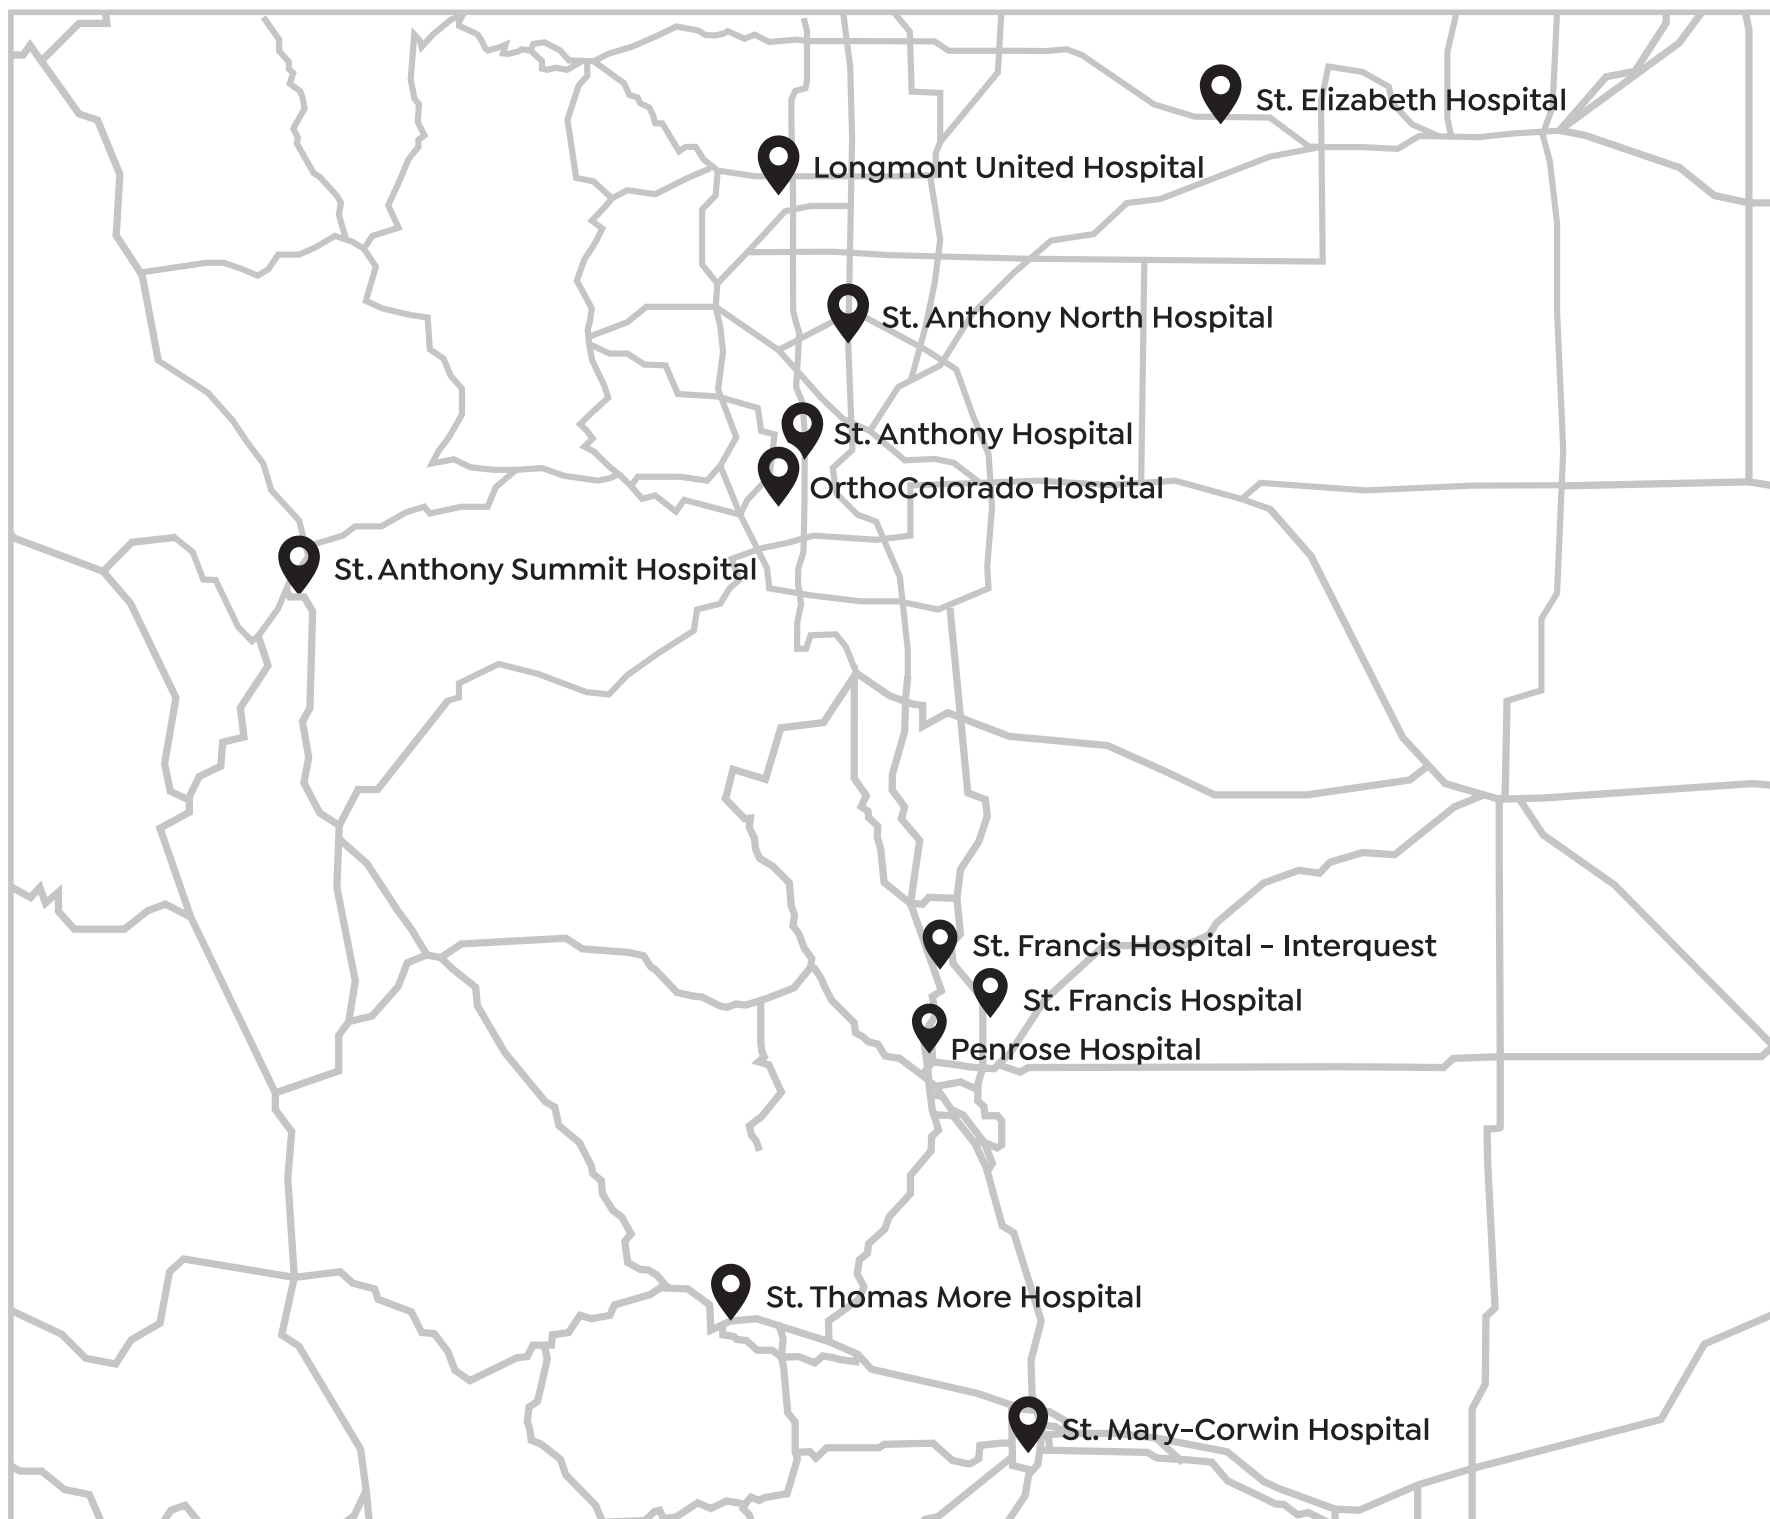 St. Elizabeth Hospital
Longmont United Hospital
St. Anthony North Hospital
St. Anthony Hospital
OrthoColorado Hospital
St. Anthony Summit Hospital
St. Francis Hospital - Interquest
St. Francis Hospital
Penrose Hospital
St. Thomas More Hospital
St. Mary-Corwin Hospital